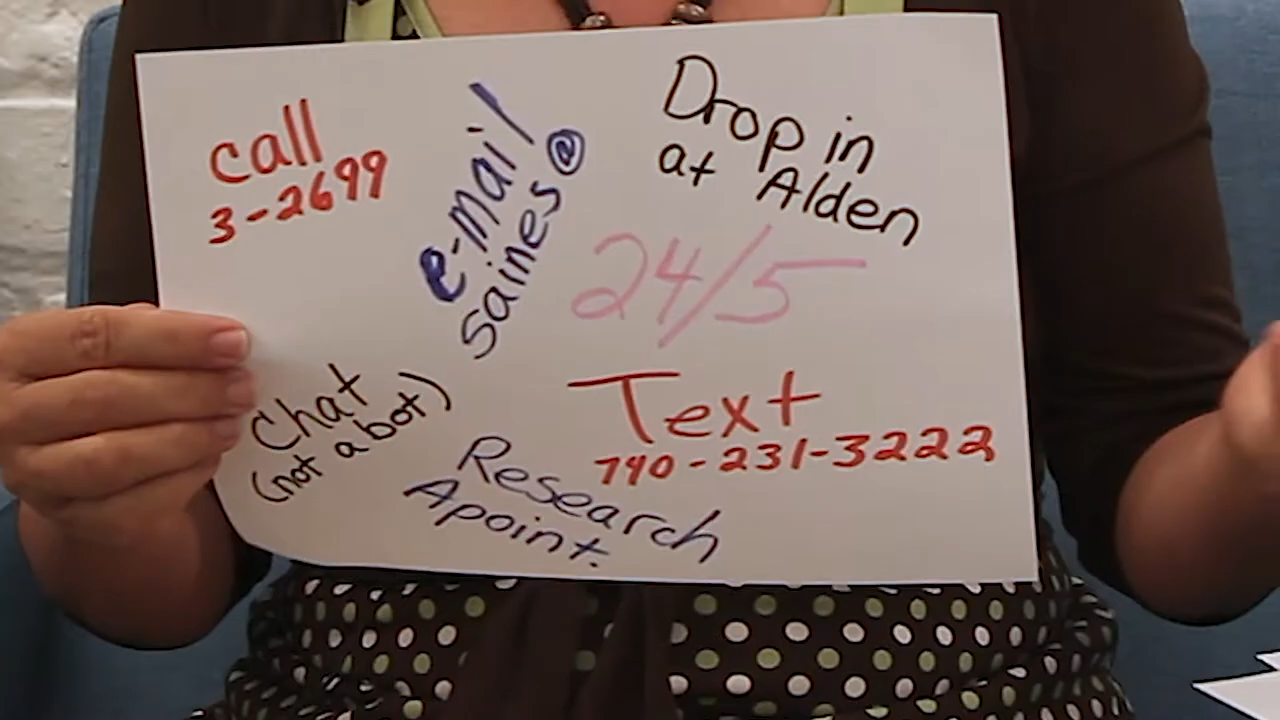 call
3-2699
e-mail
saines@
Drop in
at Alden
24/5
Text
740-231-3222
Chat
(not a bot)
Research
Apoint.